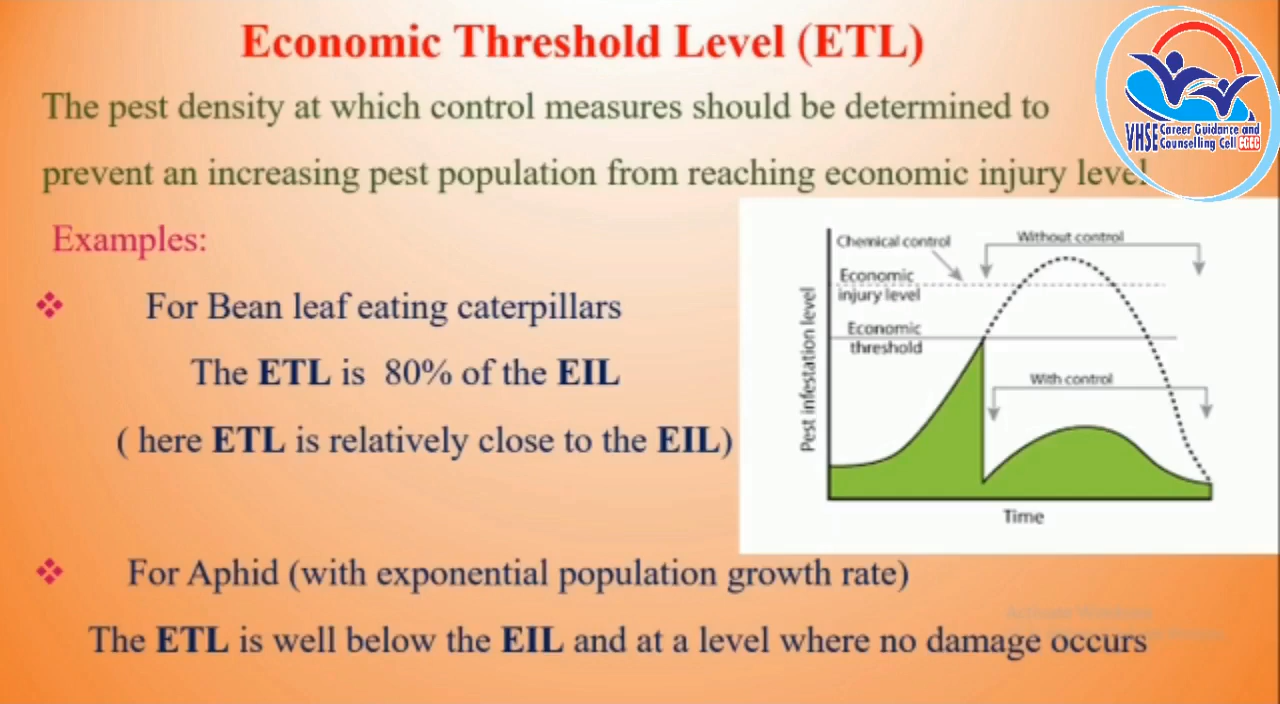 Economic Threshold Level (ETL)
The pest density at which control measures should be determined to
prevent an increasing pest population from reaching economic injury level
VHSE Career Guidance and
Counselling Cell CGCC
Examples:
❖ For Bean leaf eating caterpillars
The ETL is 80% of the EIL
( here ETL is relatively close to the EIL)
Chemical control
Without control
Economic
injury level
Economic
threshold
With control
Pest infestation level
Time
❖ For Aphid (with exponential population growth rate)
The ETL is well below the EIL and at a level where no damage occurs
Activate Windows